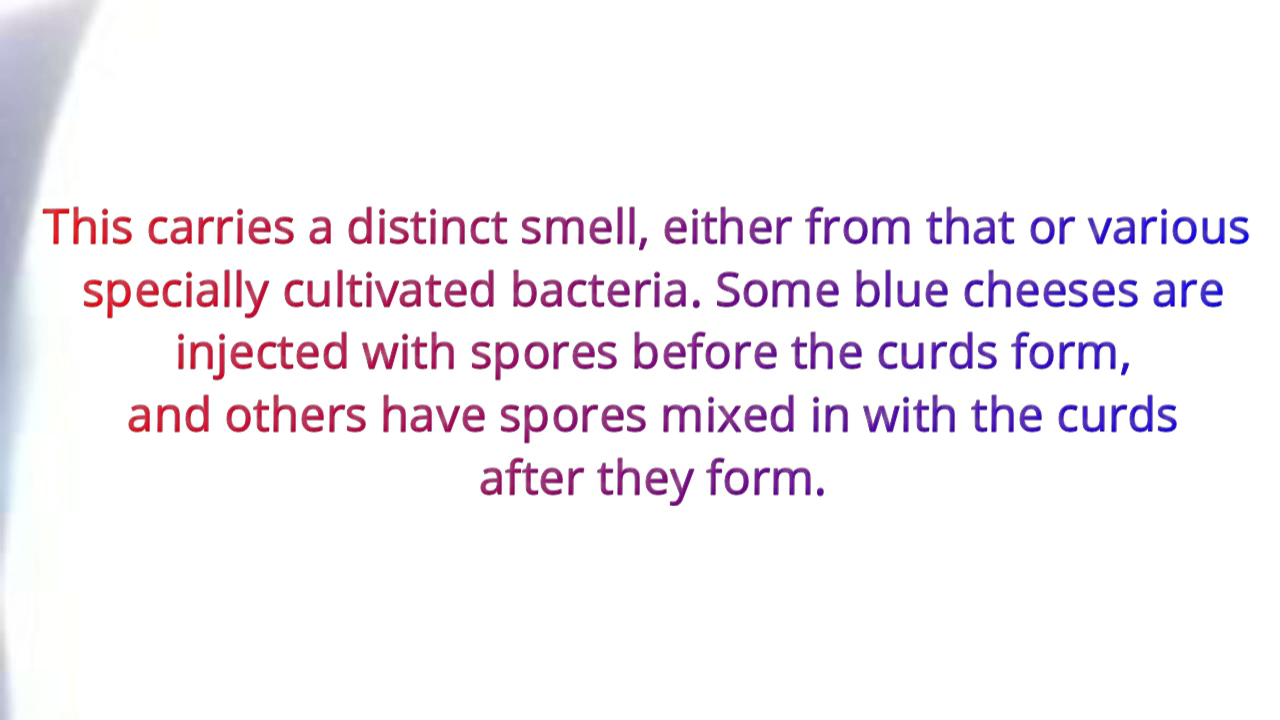 This carries a distinct smell, either from that or various
specially cultivated bacteria. Some blue cheeses are
injected with spores before the curds form,
and others have spores mixed in with the curds
after they form.